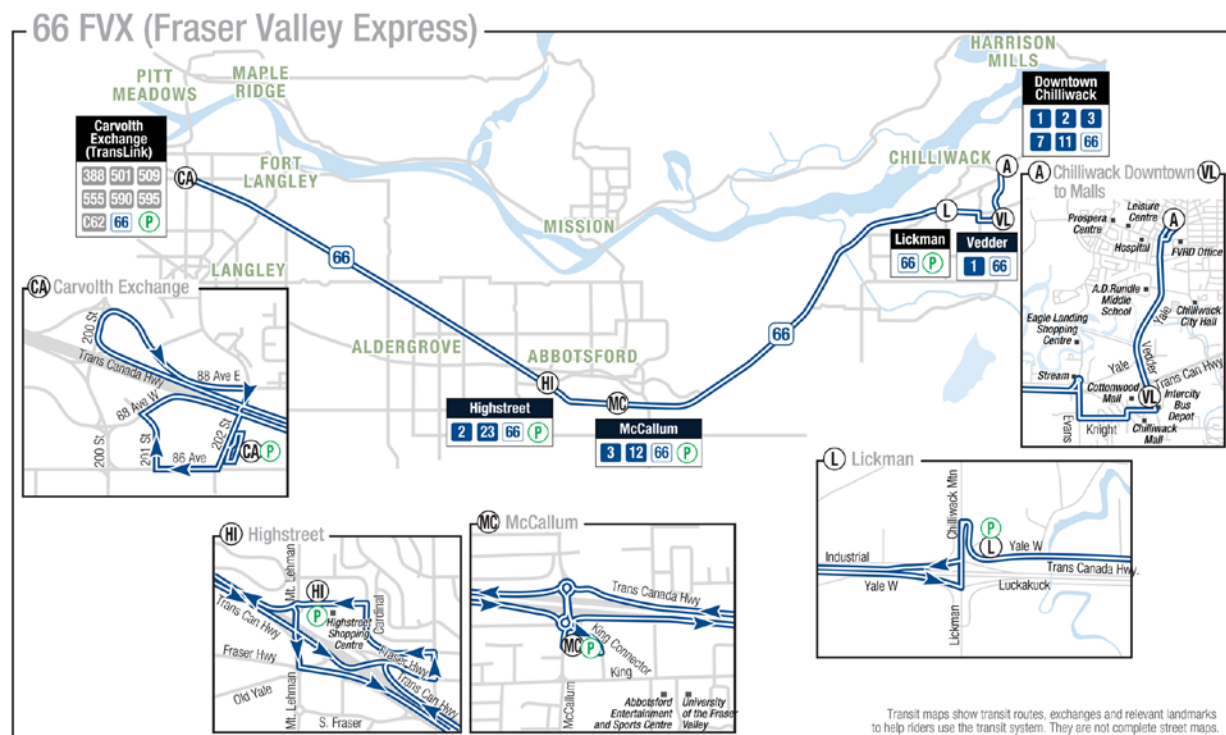 66 FVX (Fraser Valley Express)
PITT
MEADOWS
MAPLE
RIDGE
HARRISON
MILLS
Carvolth
Exchange
(TransLink)
388 501 509
555 590 595
C62 66 P
CA
FORT
LANGLEY
LANGLEY
66
MISSION
ALDERGROVE
ABBOTSFORD
HI
MC
66
CHILLIWACK
A
L
VL
Downtown
Chilliwack
1 2 3
7 11 66
Lickman
66 P
Vedder
1 66
Highstreet
2 23 66 P
McCallum
3 12 66 P
CA Carvolth Exchange
200 St
Trans Canada Hwy
88 Ave E
88 Ave W
202 St
201 St
200 St
86 Ave
CA P
A Chilliwack Downtown VL
to Malls
Prospera
Centre
Leisure
Centre
A
Hospital
FVRD Office
A.D.Rundle
Middle
School
Yale
Chilliwack
City Hall
Eagle Landing
Shopping
Centre
Vedder
Yale
Trans Can Hwy
Stream
Cottonwood
Mall
VL
Intercity
Bus
Depot
Evans
Knight
Chilliwack
Mall
HI Highstreet
Mt. Lehman
HI
P
Cardinal
Highstreet
Shopping
Centre
Trans Can Hwy
Fraser Hwy
Fraser Hwy
Trans Can
Hwy
Old Yale
Mt. Lehman
S. Fraser
MC McCallum
Trans Canada Hwy
King Connector
MC P
King
McCallum
Abbotsford
Entertainment
and Sports Centre
University
of the Fraser
Valley
L Lickman
Chilliwack Mtn
P
L
Yale W
Industrial
Trans Canada Hwy.
Yale W
Luckakuck
Lickman
Transit maps show transit routes, exchanges and relevant landmarks
to help riders use the transit system. They are not complete street maps.